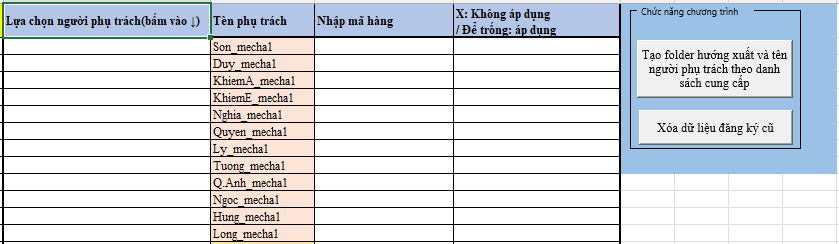 Lựa chọn người phụ trách(bấm vào ↓)
Tên phụ trách
Nhập mã hàng
X: Không áp dụng
/ Để trống: áp dụng
Chức năng chương trình
Son_mecha1
Duy_mecha1
KhiemA_mecha1
KhiemE_mecha1
Nghia_mecha1
Quyen_mecha1
Ly_mecha1
Tuong_mecha1
Q.Anh_mecha1
Ngoc_mecha1
Hung_mecha1
Long_mecha1
Tạo folder hướng xuất và tên
người phụ trách theo danh
sách cung cấp
Xóa dữ liệu đăng ký cũ